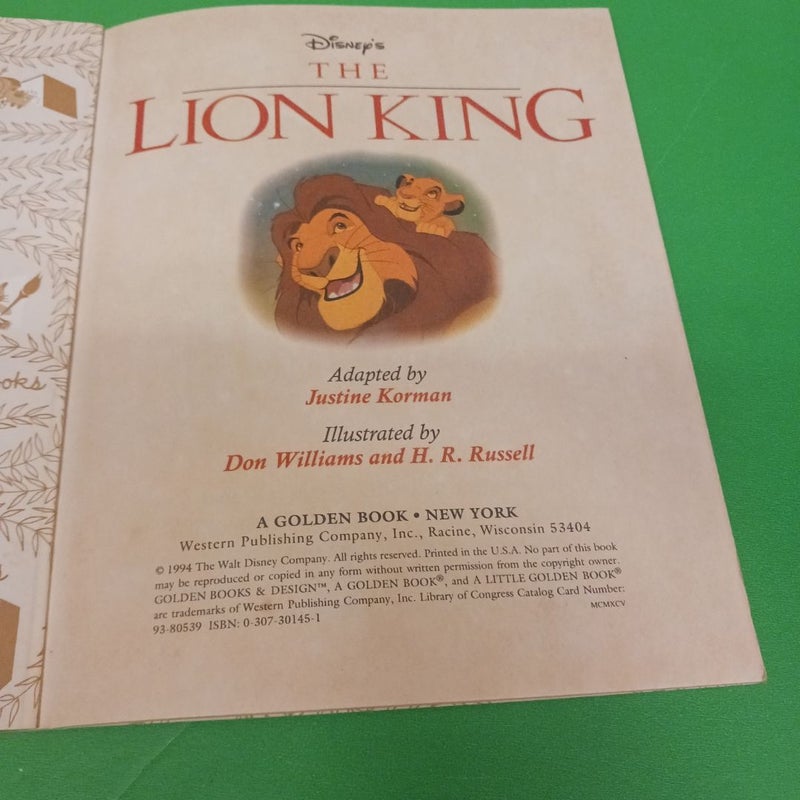 Disney's
THE
LION KING
Adapted by
Justine Korman
Illustrated by
Don Williams and H. R. Russell
A GOLDEN BOOK • NEW YORK
Western Publishing Company, Inc., Racine, Wisconsin 53404
© 1994 The Walt Disney Company. All rights reserved. Printed in the U.S.A. No part of this book
may be reproduced or copied in any form without written permission from the copyright owner.
GOLDEN BOOKS & DESIGN™, A GOLDEN BOOK®, and A LITTLE GOLDEN BOOK®
are trademarks of Western Publishing Company, Inc. Library of Congress Catalog Card Number:
93-80539 ISBN: 0-307-30145-1
MCMXCV